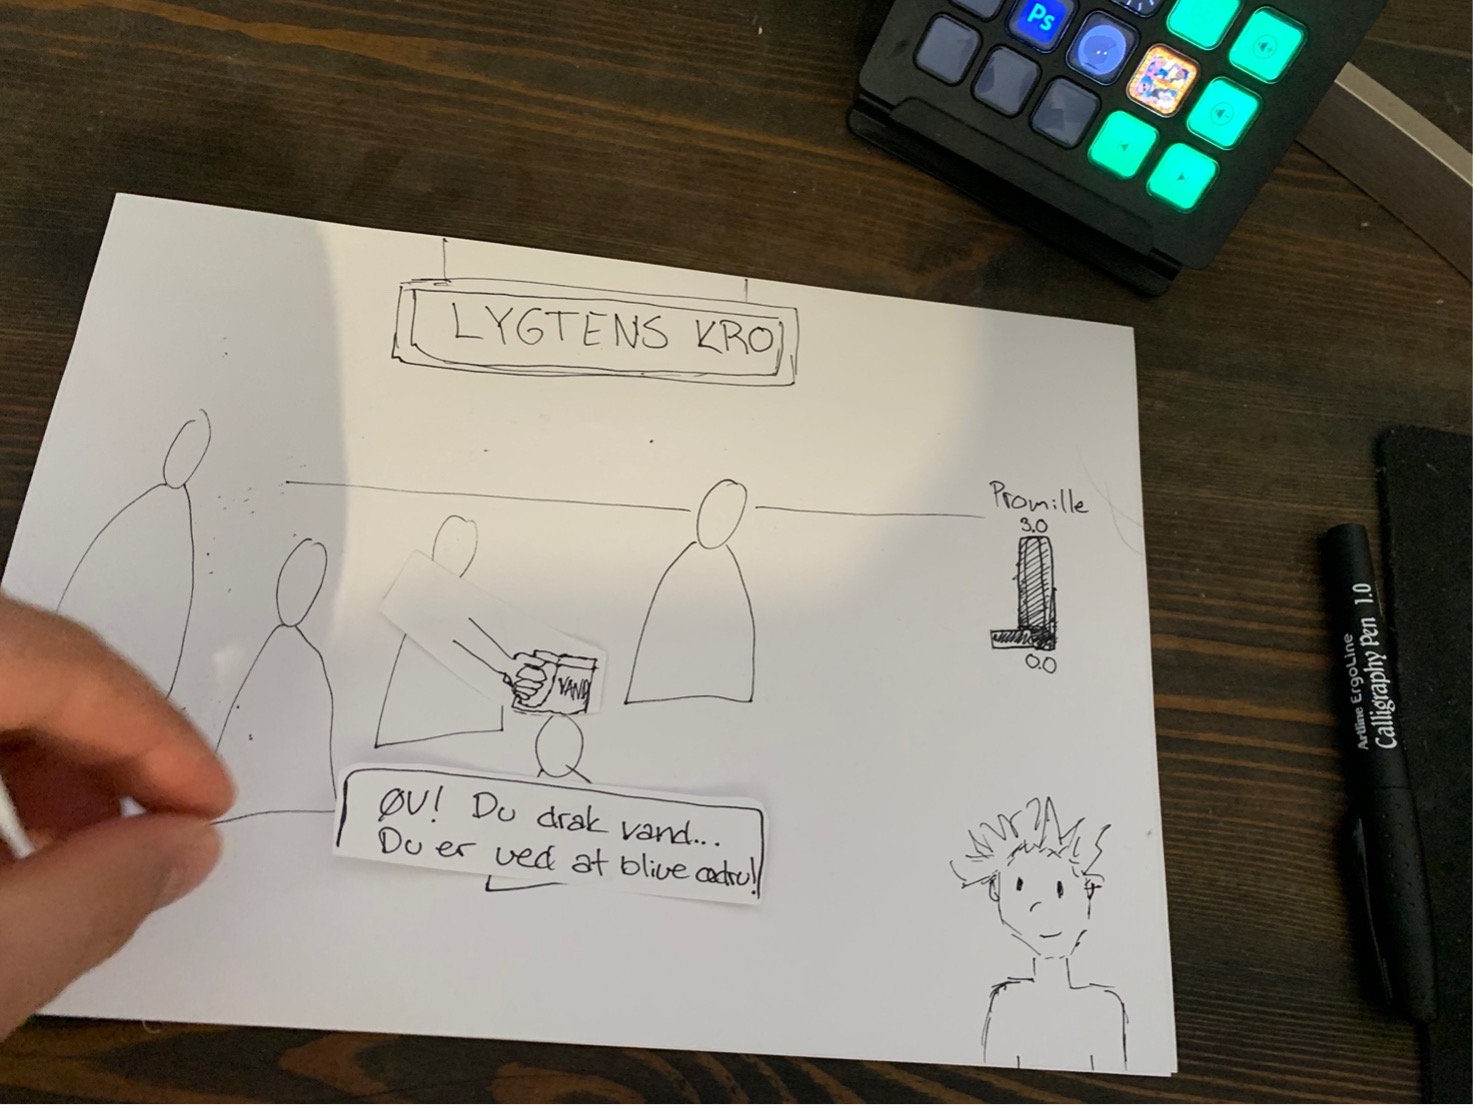 Ps
LYGTENS KRO
Promille
3.0
0.0
VAND
ØV! Du drak vand...
Du er ved at blive ædru!
Artline ErgoLine
Calligraphy Pen 1.0